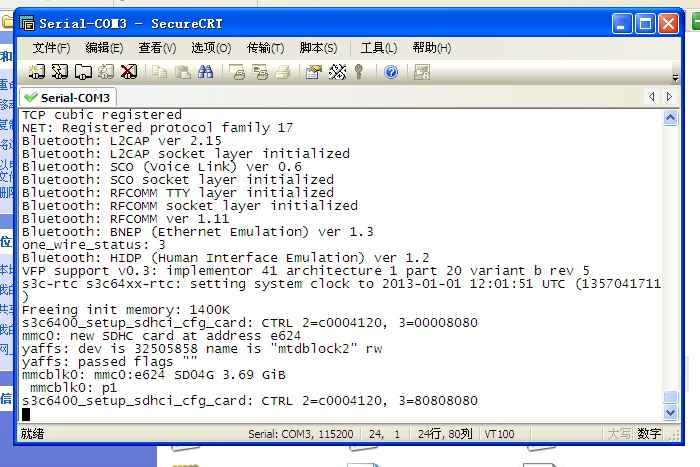 Serial-COM3 - SecureCRT
文件(F) 编辑(E) 查看(V) 选项(O) 传输(T) 脚本(S) 工具(L) 帮助(H)
Serial-COM3
TCP cubic registered
NET: Registered protocol family 17
Bluetooth: L2CAP ver 2.15
Bluetooth: L2CAP socket layer initialized
Bluetooth: SCO (Voice Link) ver 0.6
Bluetooth: SCO socket layer initialized
Bluetooth: RFCOMM TTY layer initialized
Bluetooth: RFCOMM socket layer initialized
Bluetooth: RFCOMM ver 1.11
Bluetooth: BNEP (Ethernet Emulation) ver 1.3
one_wire_status: 3
Bluetooth: HIDP (Human Interface Emulation) ver 1.2
VFP support v0.3: implementor 41 architecture 1 part 20 variant b rev 5
s3c-rtc s3c64xx-rtc: setting system clock to 2013-01-01 12:01:51 UTC (1357041711
)
Freeing init memory: 1400K
s3c6400_setup_sdhci_cfg_card: CTRL 2=c0004120, 3=00008080
mmc0: new SDHC card at address e624
yaffs: dev is 32505858 name is "mtdblock2" rw
yaffs: passed flags ""
mmcblk0: mmc0:e624 SD04G 3.69 GiB
mmcblk0: p1
s3c6400_setup_sdhci_cfg_card: CTRL 2=c0004120, 3=80808080
就绪 Serial: COM3, 115200 24, 1 24行, 80列 VT100 大写 数字